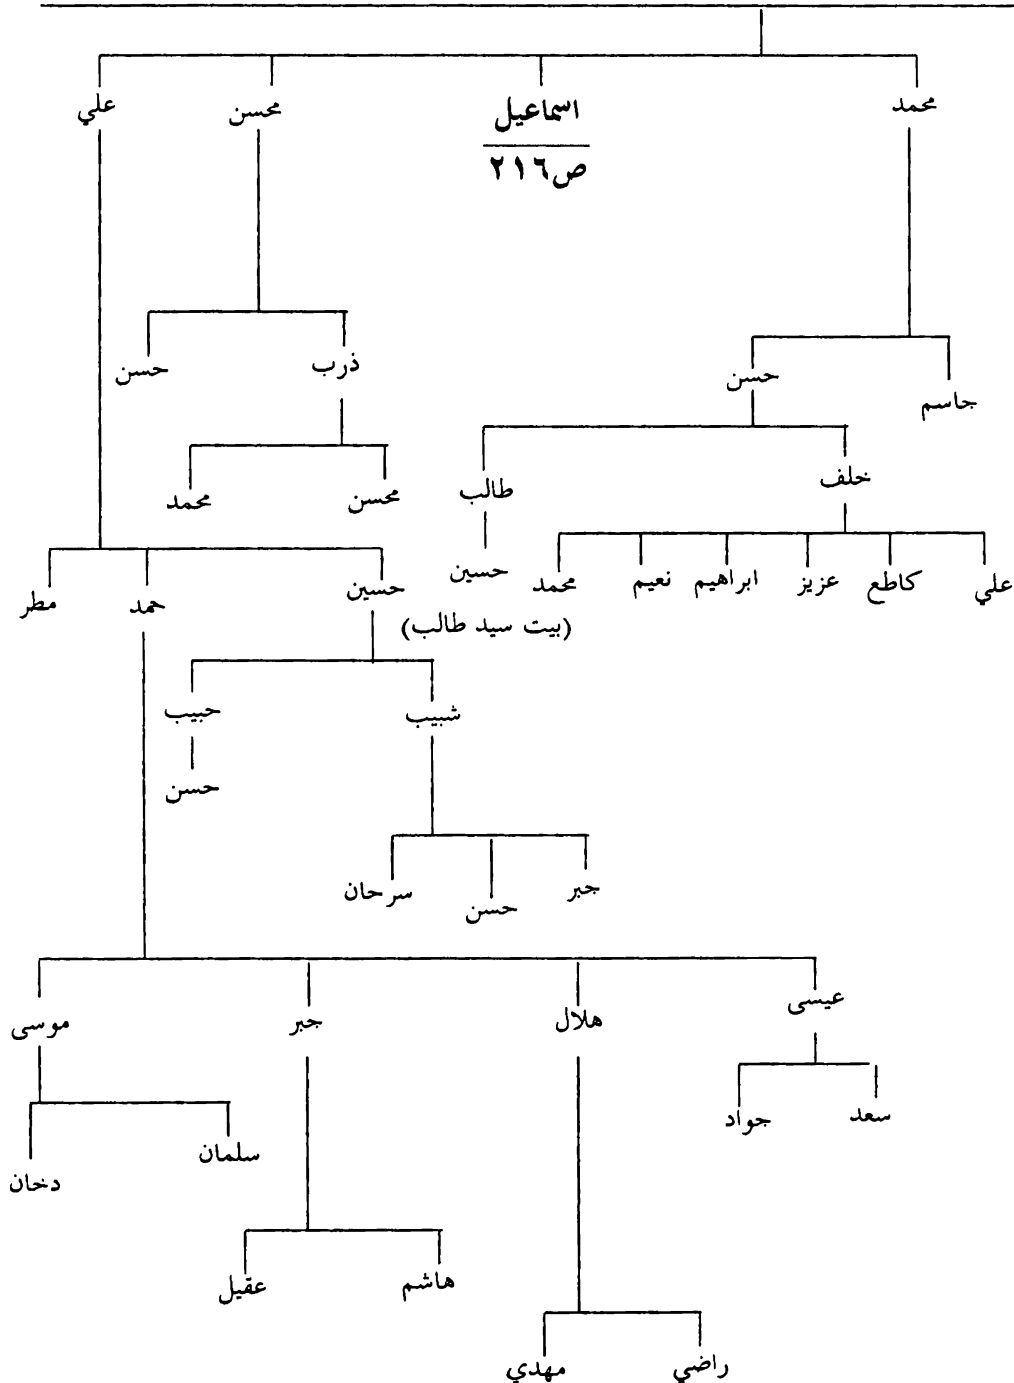 محمد
اسماعيل
ص٢١٦
محسن
علي
جاسم
حسن
ذرب
حسن
خلف
طالب
محسن
محمد
علي
كاطع
عزيز
ابراهيم
نعيم
محمد
حسين
حسين
حمد
مطر
(بيت سيد طالب)
شبيب
حبيب
حسن
جبر
حسن
سرحان
عيسى
هلال
جبر
موسى
سعد
جواد
سلمان
دخان
هاشم
عقيل
راضي
مهدي